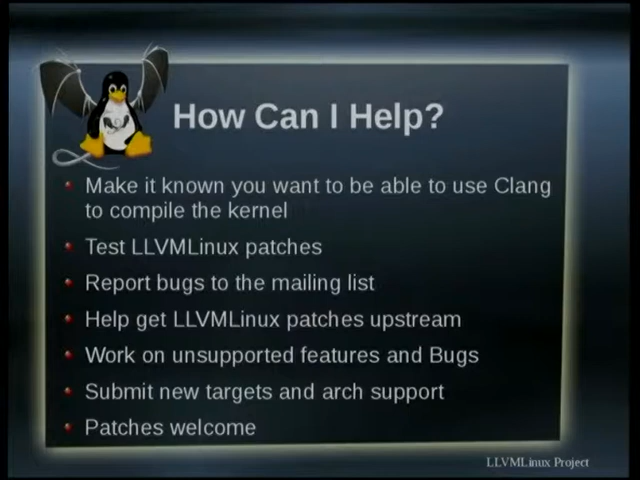 How Can I Help?
Make it known you want to be able to use Clang
to compile the kernel
Test LLVMLinux patches
Report bugs to the mailing list
Help get LLVMLinux patches upstream
Work on unsupported features and Bugs
Submit new targets and arch support
Patches welcome
LLVMLinux Project